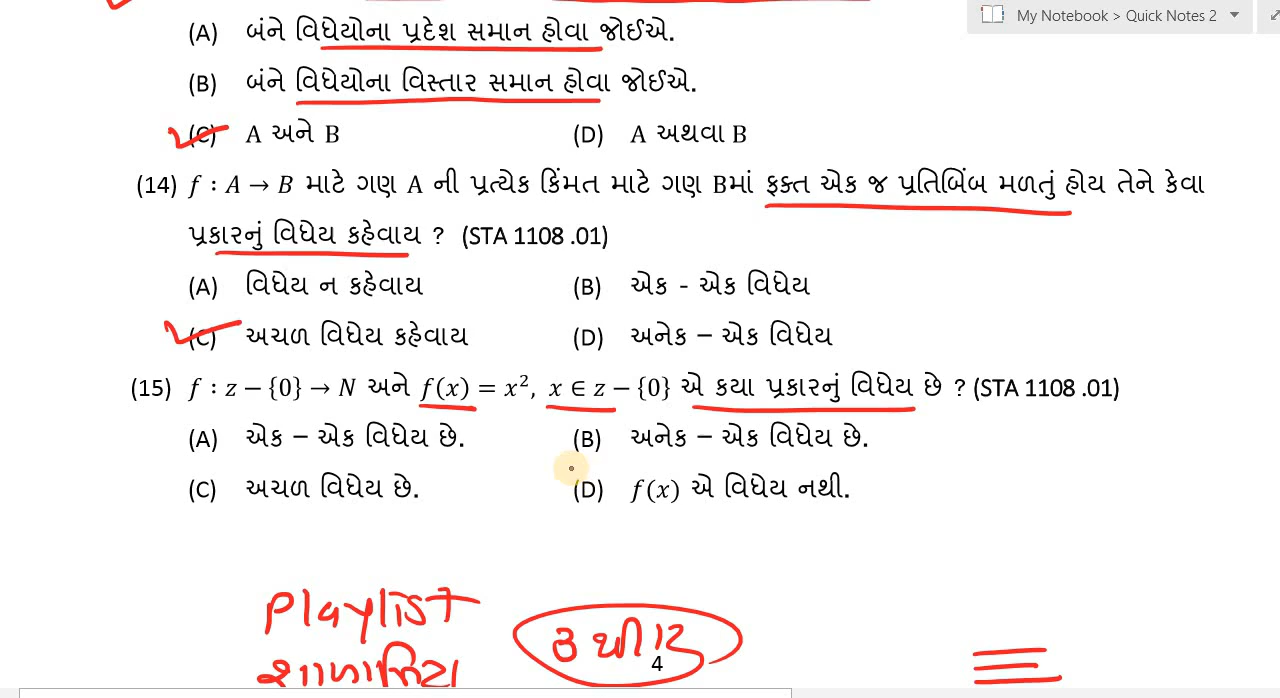 My Notebook > Quick Notes 2
(A) બંને વિધેયોના પ્રદેશ સમાન હોવા જોઈએ.
(B) બંને વિધેયોના વિસ્તાર સમાન હોવા જોઈએ.
(C) A અને B (D) A અથવા B
(14) f : A → B માટે ગણ A ની પ્રત્યેક કિંમત માટે ગણ Bમાં ફક્ત એક જ પ્રતિબિંબ મળતું હોય તેને કેવા
પ્રકારનું વિધેય કહેવાય ? (STA 1108 .01)
(A) વિધેય ન કહેવાય (B) એક - એક વિધેય
(C) અચળ વિધેય કહેવાય (D) અનેક – એક વિધેય
(15) f : z − {0} → N અને f(x) = x², x ∈ z − {0} એ કયા પ્રકારનું વિધેય છે ? (STA 1108 .01)
(A) એક – એક વિધેય છે. (B) અનેક – એક વિધેય છે.
(C) અચળ વિધેય છે. (D) f(x) એ વિધેય નથી.
Playlist
3 થી 12
4